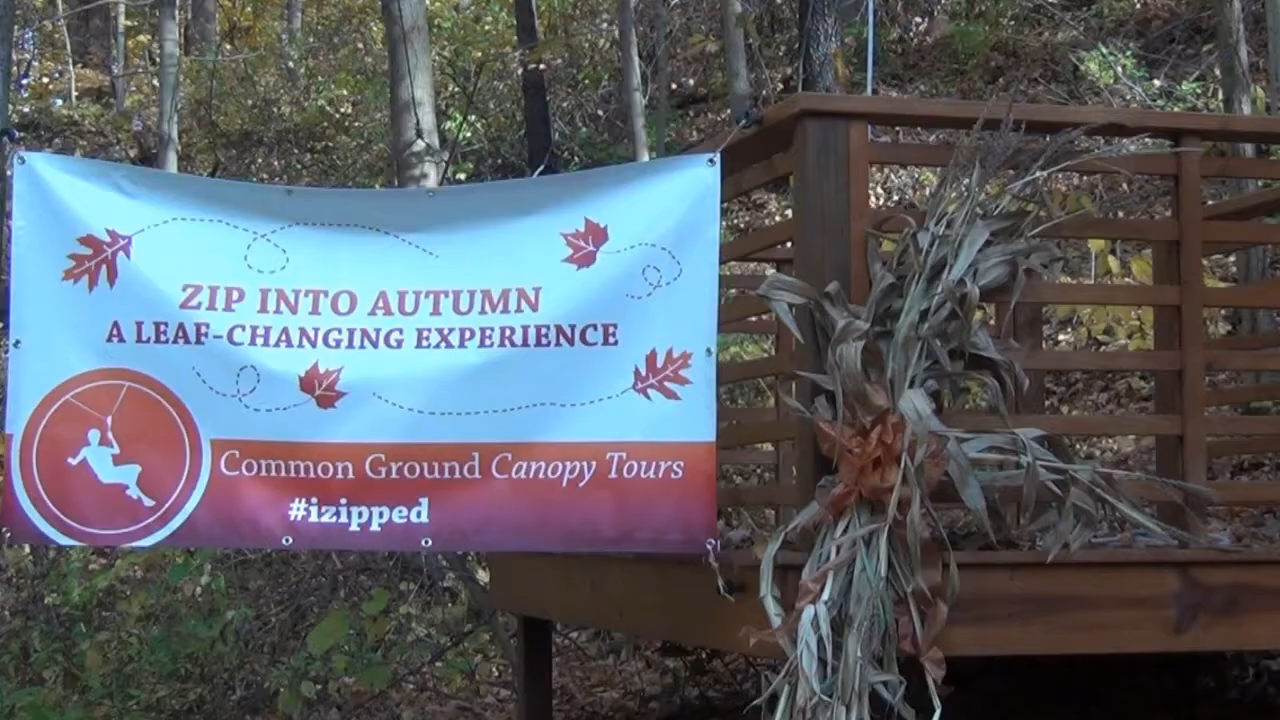 ZIP INTO AUTUMN
A LEAF-CHANGING EXPERIENCE
Common Ground Canopy Tours
#izipped